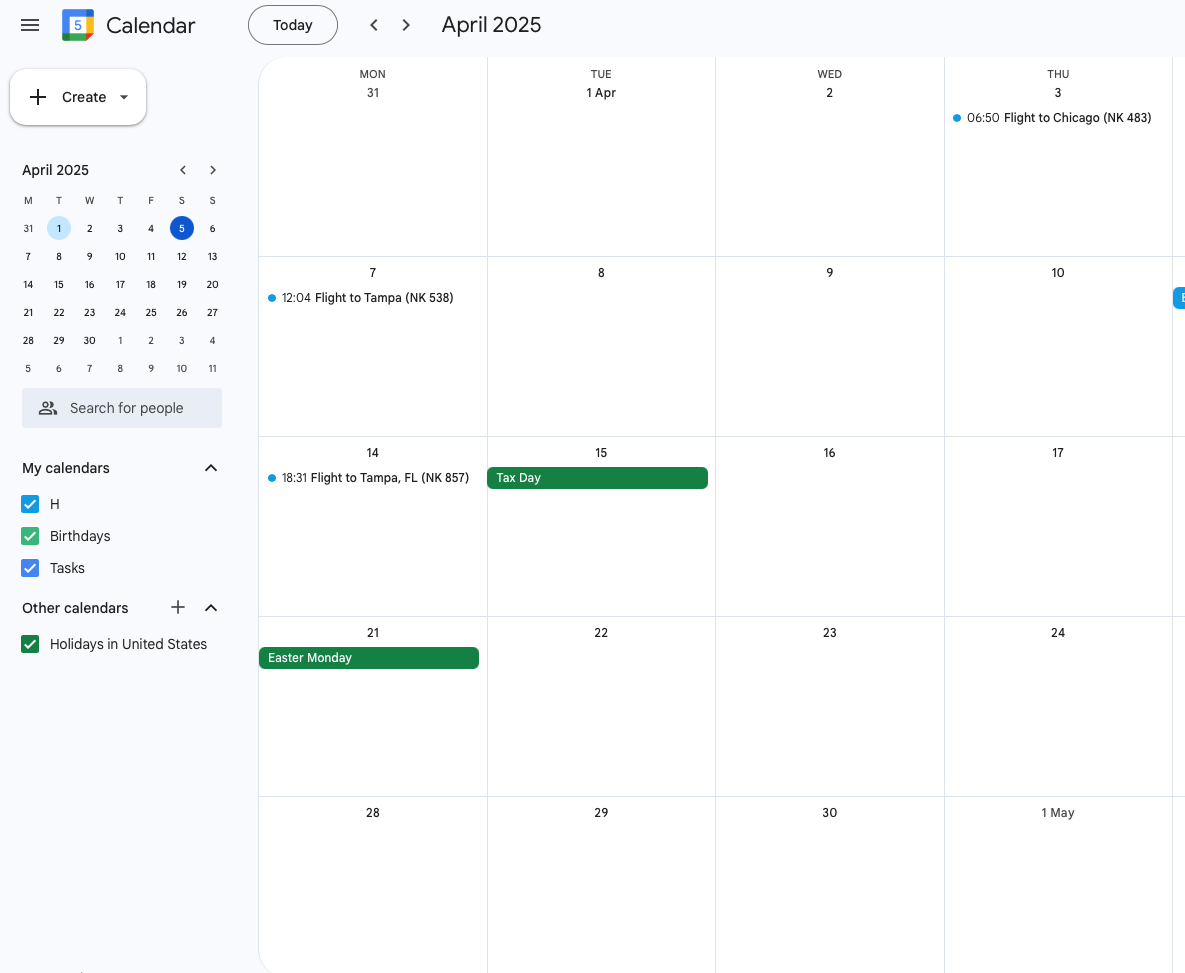 5 Calendar Today April 2025
Create
April 2025
M T W T F S S
31 1 2 3 4 5 6
7 8 9 10 11 12 13
14 15 16 17 18 19 20
21 22 23 24 25 26 27
28 29 30 1 2 3 4
5 6 7 8 9 10 11
Search for people
My calendars
H
Birthdays
Tasks
Other calendars
Holidays in United States
MON TUE WED THU
31 1 Apr 2 3
06:50 Flight to Chicago (NK 483)
7 8 9 10
12:04 Flight to Tampa (NK 538)
14 15 16 17
18:31 Flight to Tampa, FL (NK 857) Tax Day
21 22 23 24
Easter Monday
28 29 30 1 May